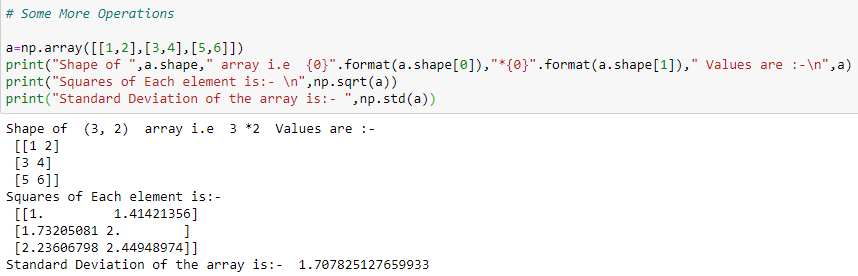 # Some More Operations
a=np.array([[1,2],[3,4],[5,6]])
print("Shape of ",a.shape," array i.e  {0}".format(a.shape[0]),"*{0}".format(a.shape[1])," Values are :-\n",a)
print("Squares of Each element is:- \n",np.sqrt(a))
print("Standard Deviation of the array is:- ",np.std(a))
Shape of  (3, 2)  array i.e  3 *2  Values are :-
 [[1 2]
 [3 4]
 [5 6]]
Squares of Each element is:-
 [[1.         1.41421356]
 [1.73205081 2.        ]
 [2.23606798 2.44948974]]
Standard Deviation of the array is:-  1.707825127659933